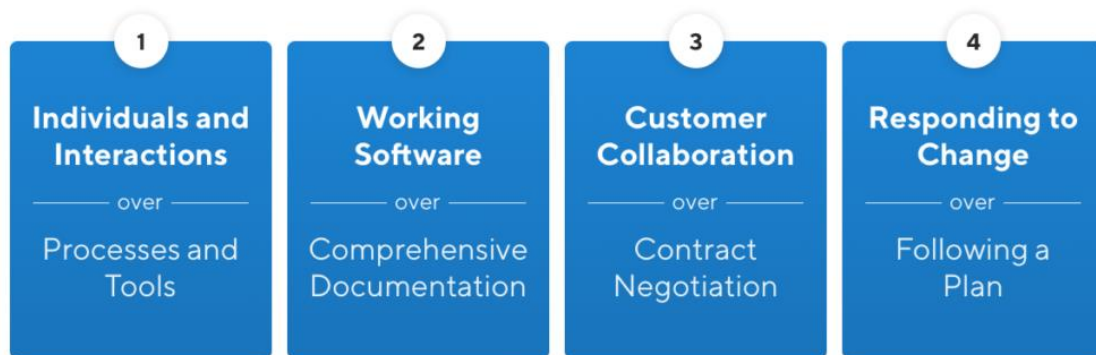 1
Individuals and
Interactions
over
Processes and
Tools
2
Working
Software
over
Comprehensive
Documentation
3
Customer
Collaboration
over
Contract
Negotiation
4
Responding to
Change
over
Following a
Plan